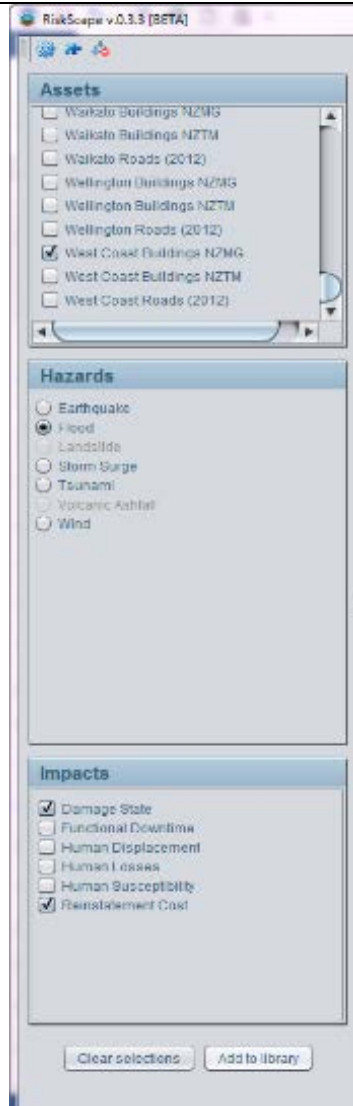 RiskScape v.0.3.3 [BETA]
Assets
Waikato Buildings NZMG
Waikato Buildings NZTM
Waikato Roads (2012)
Wellington Buildings NZMG
Wellington Buildings NZTM
Wellington Roads (2012)
West Coast Buildings NZMG
West Coast Buildings NZTM
West Coast Roads (2012)
Hazards
Earthquake
Flood
Landslide
Storm Surge
Tsunami
Volcanic Ashfall
Wind
Impacts
Damage State
Functional Downtime
Human Displacement
Human Losses
Human Susceptibility
Reinstatement Cost
Clear selections Add to library